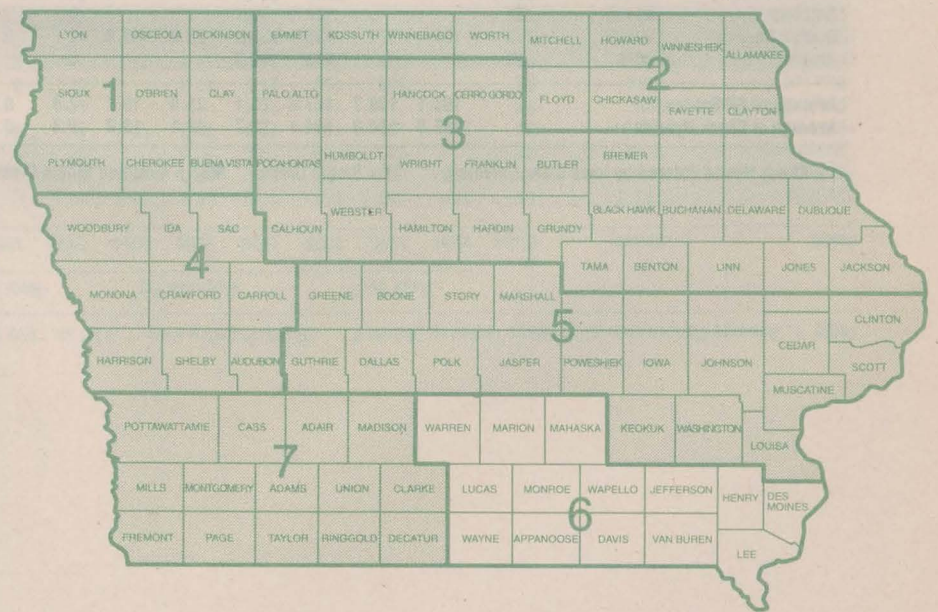 LYON OSCEOLA DICKINSON EMMET KOSSUTH WINNEBAGO WORTH MITCHELL HOWARD WINNESHIEK ALLAMAKEE
2
SIOUX 1 O'BRIEN CLAY PALO ALTO HANCOCK CERRO GORDO FLOYD CHICKASAW FAYETTE CLAYTON
3
PLYMOUTH CHEROKEE BUENA VISTA POCAHONTAS HUMBOLDT WRIGHT FRANKLIN BUTLER BREMER
WOODBURY IDA SAC CALHOUN WEBSTER HAMILTON HARDIN GRUNDY BLACK HAWK BUCHANAN DELAWARE DUBUQUE
4
TAMA BENTON LINN JONES JACKSON
MONONA CRAWFORD CARROLL GREENE BOONE STORY MARSHALL
5
CLINTON
HARRISON SHELBY AUDUBON GUTHRIE DALLAS POLK JASPER POWESHIEK IOWA JOHNSON CEDAR SCOTT
MUSCATINE
POTTAWATTAMIE CASS ADAIR MADISON WARREN MARION MAHASKA KEOKUK WASHINGTON LOUISA
7
MILLS MONTGOMERY ADAMS UNION CLARKE LUCAS MONROE WAPELLO JEFFERSON HENRY DES MOINES
6
FREMONT PAGE TAYLOR RINGGOLD DECATUR WAYNE APPANOOSE DAVIS VAN BUREN LEE